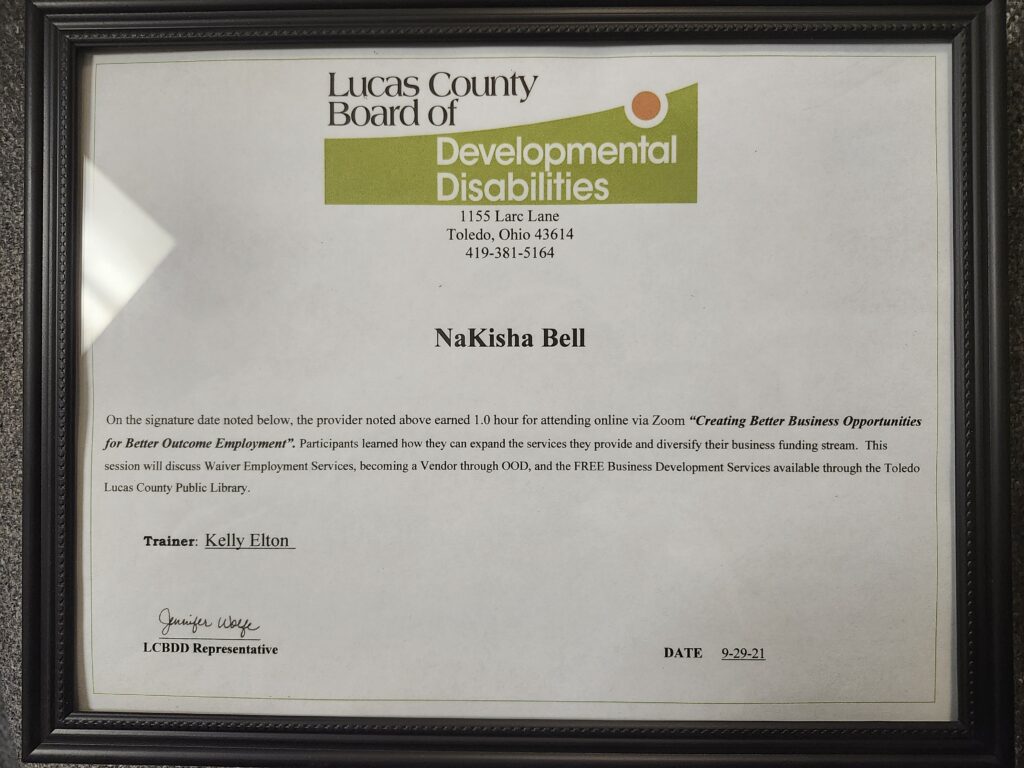 Lucas County
Board of
Developmental
Disabilities
1155 Larc Lane
Toledo, Ohio 43614
419-381-5164
NaKisha Bell
On the signature date noted below, the provider noted above earned 1.0 hour for attending online via Zoom “Creating Better Business Opportunities
for Better Outcome Employment”. Participants learned how they can expand the services they provide and diversify their business funding stream. This
session will discuss Waiver Employment Services, becoming a Vendor through OOD, and the FREE Business Development Services available through the Toledo
Lucas County Public Library.
Trainer: Kelly Elton
Jennifer Wolfe
LCBDD Representative
DATE 9-29-21